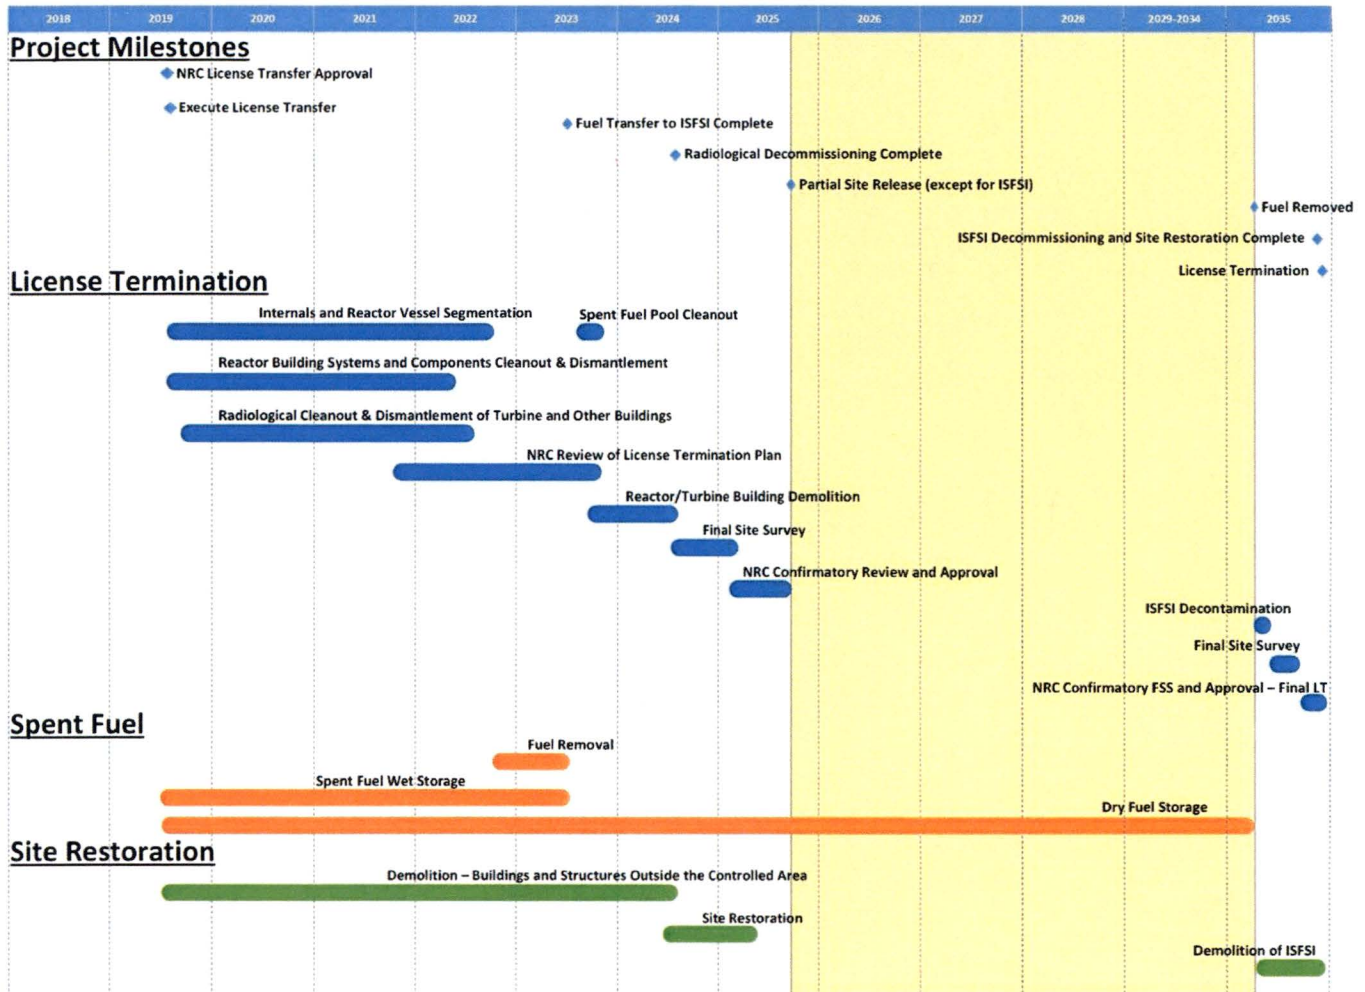 2018 2019 2020 2021 2022 2023 2024 2025 2026 2027 2028 2029-2034 2035
Project Milestones
NRC License Transfer Approval
Execute License Transfer
Fuel Transfer to ISFSI Complete
Radiological Decommissioning Complete
Partial Site Release (except for ISFSI)
Fuel Removed
ISFSI Decommissioning and Site Restoration Complete
License Termination
License Termination
Internals and Reactor Vessel Segmentation
Spent Fuel Pool Cleanout
Reactor Building Systems and Components Cleanout & Dismantlement
Radiological Cleanout & Dismantlement of Turbine and Other Buildings
NRC Review of License Termination Plan
Reactor/Turbine Building Demolition
Final Site Survey
NRC Confirmatory Review and Approval
ISFSI Decontamination
Final Site Survey
NRC Confirmatory FSS and Approval – Final LT
Spent Fuel
Fuel Removal
Spent Fuel Wet Storage
Dry Fuel Storage
Site Restoration
Demolition – Buildings and Structures Outside the Controlled Area
Site Restoration
Demolition of ISFSI